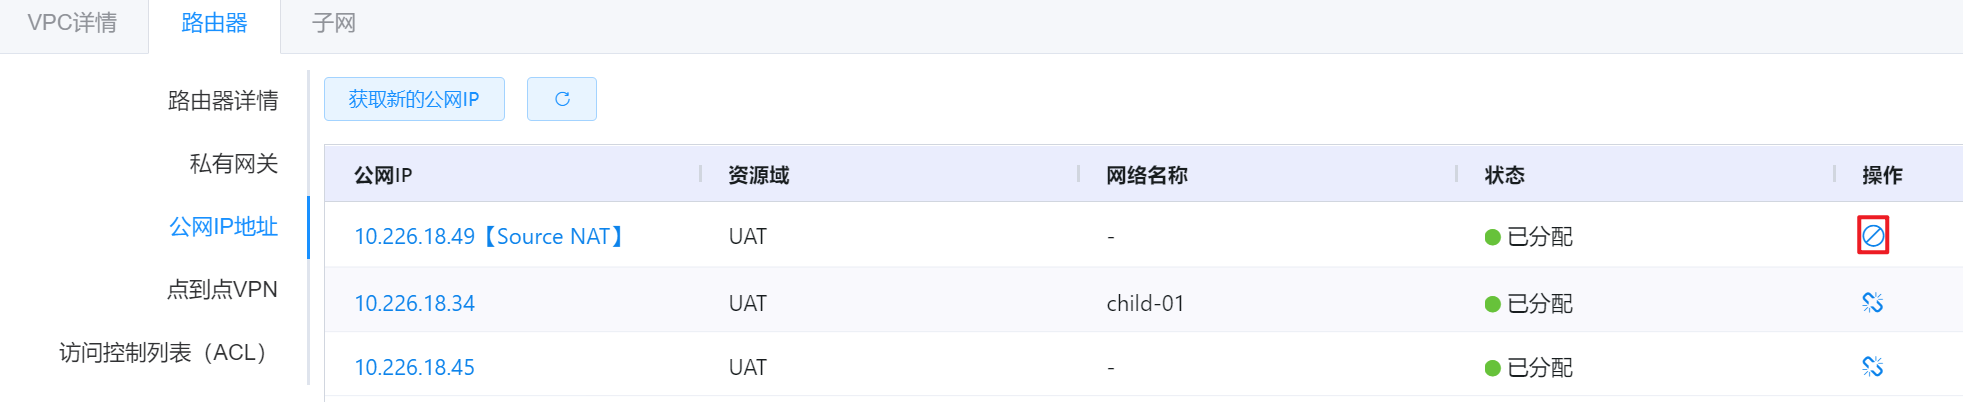 VPC详情 路由器 子网
路由器详情
私有网关
公网IP地址
点到点VPN
访问控制列表（ACL）
获取新的公网IP
公网IP 资源域 网络名称 状态 操作
10.226.18.49【Source NAT】 UAT - 已分配
10.226.18.34 UAT child-01 已分配
10.226.18.45 UAT - 已分配